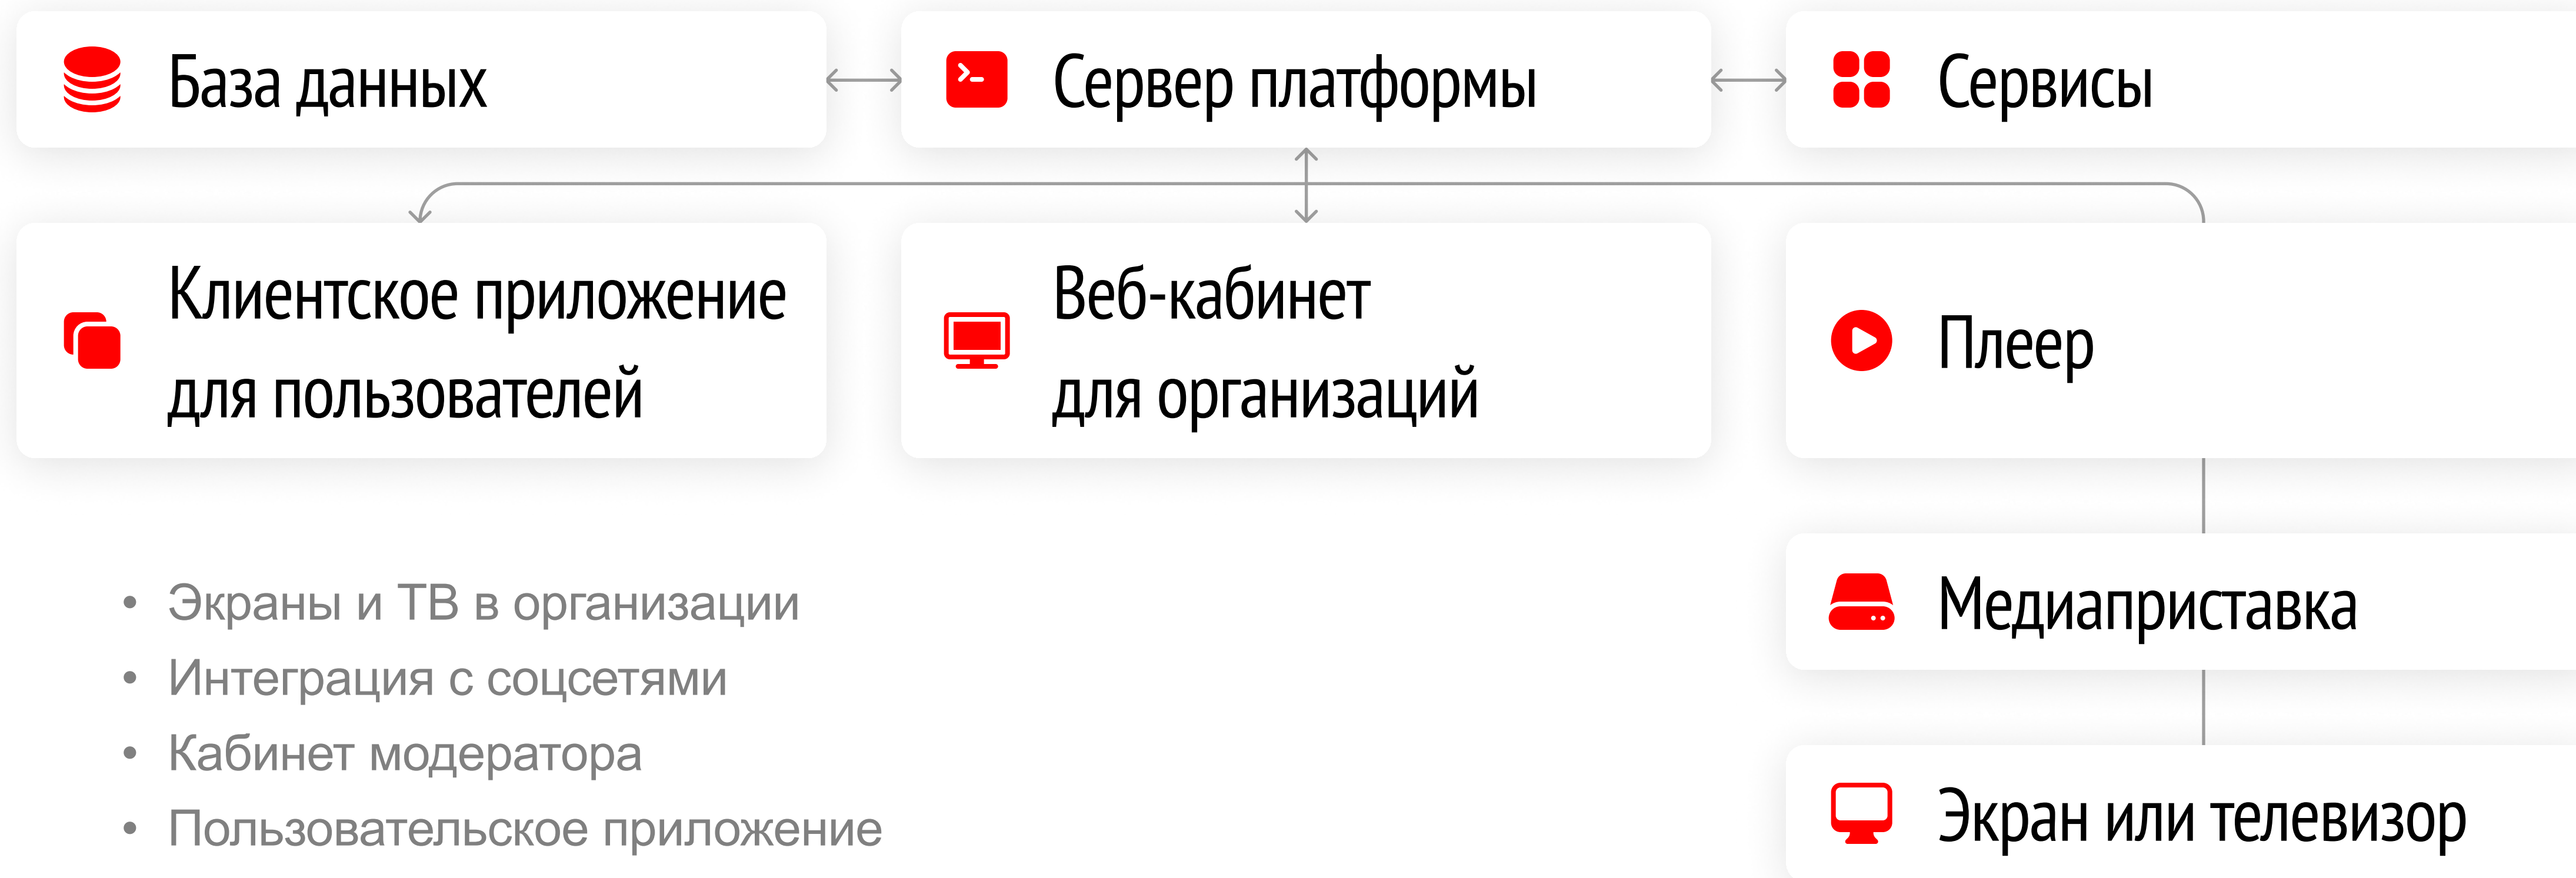 База данных
Сервер платформы
Сервисы
Клиентское приложение
для пользователей
Веб-кабинет
для организаций
Плеер
Медиаприставка
Экран или телевизор
• Экраны и ТВ в организации
• Интеграция с соцсетями
• Кабинет модератора
• Пользовательское приложение